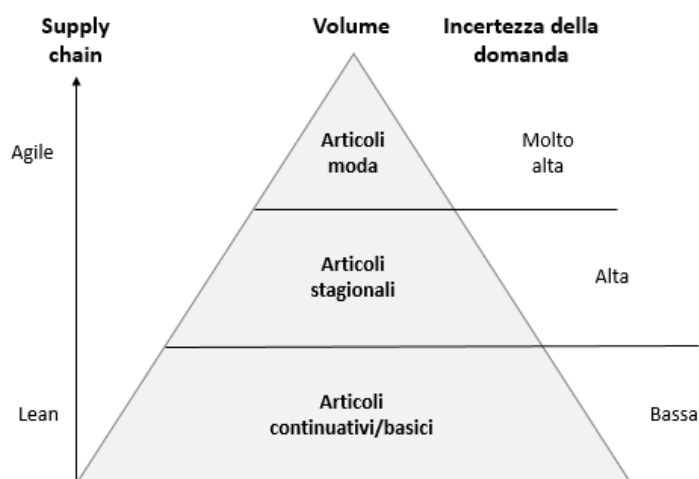 Supply
chain
Volume
Incertezza della
domanda
Agile
Articoli
moda
Molto
alta
Articoli
stagionali
Alta
Lean
Articoli
continuativi/basici
Bassa